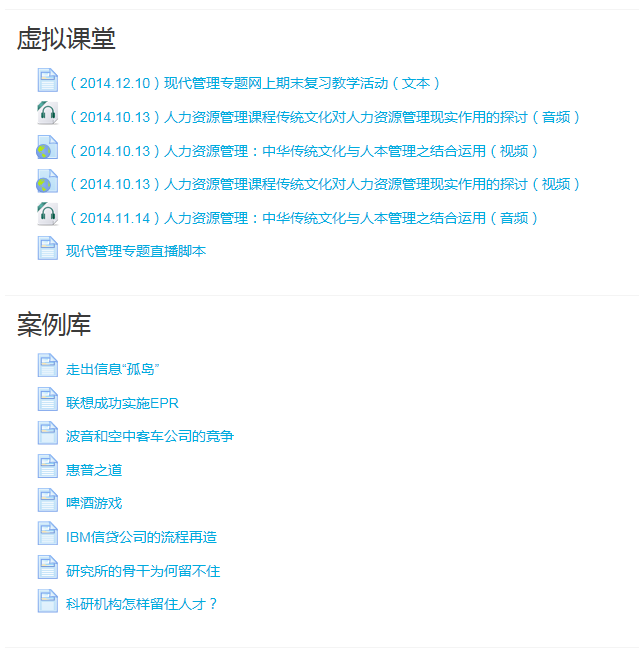 虚拟课堂
（2014.12.10）现代管理专题网上期末复习教学活动（文本）
（2014.10.13）人力资源管理课程传统文化对人力资源管理现实作用的探讨（音频）
（2014.10.13）人力资源管理：中华传统文化与人本管理之结合运用（视频）
（2014.10.13）人力资源管理课程传统文化对人力资源管理现实作用的探讨（视频）
（2014.11.14）人力资源管理：中华传统文化与人本管理之结合运用（音频）
现代管理专题直播脚本
案例库
走出信息“孤岛”
联想成功实施EPR
波音和空中客车公司的竞争
惠普之道
啤酒游戏
IBM信贷公司的流程再造
研究所的骨干为何留不住
科研机构怎样留住人才？